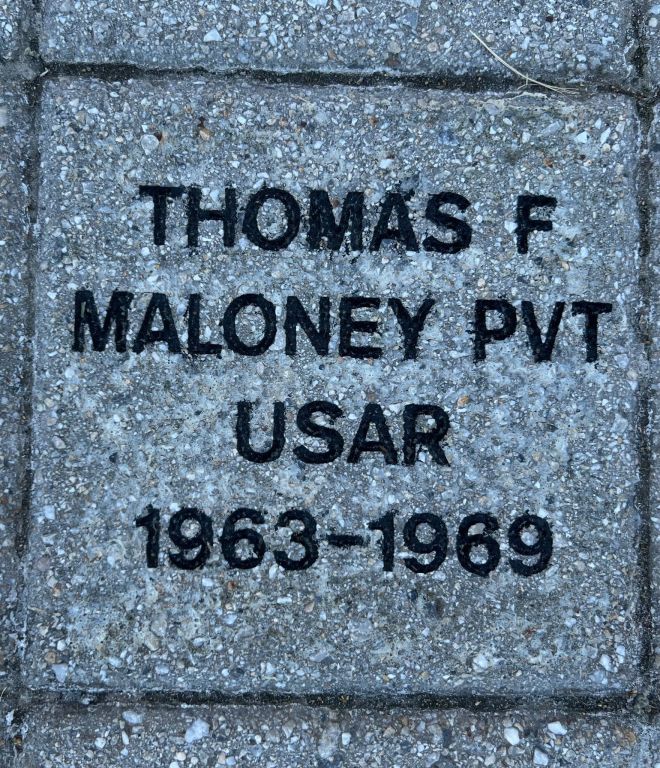 THOMAS F
MALONEY PVT
USAR
1963-1969